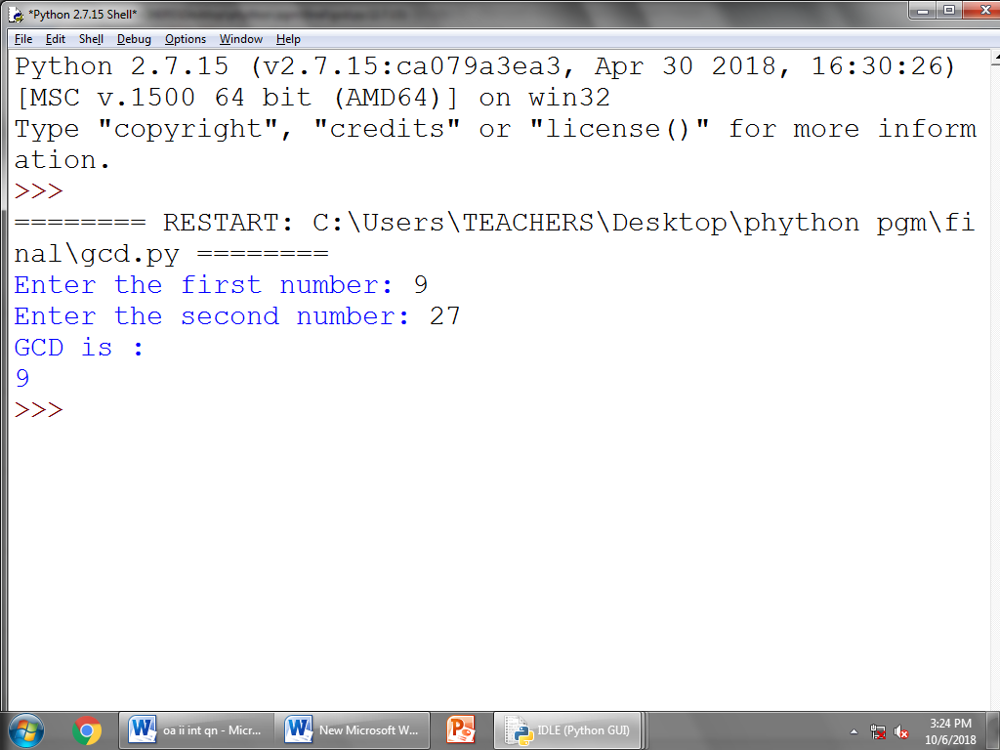 *Python 2.7.15 Shell*
File Edit Shell Debug Options Window Help
Python 2.7.15 (v2.7.15:ca079a3ea3, Apr 30 2018, 16:30:26)
[MSC v.1500 64 bit (AMD64)] on win32
Type "copyright", "credits" or "license()" for more inform
ation.
>>>
======== RESTART: C:\Users\TEACHERS\Desktop\phython pgm\fi
nal\gcd.py ========
Enter the first number: 9
Enter the second number: 27
GCD is :
9
>>>
oa ii int qn - Micr... New Microsoft W... IDLE (Python GUI) 3:24 PM
10/6/2018